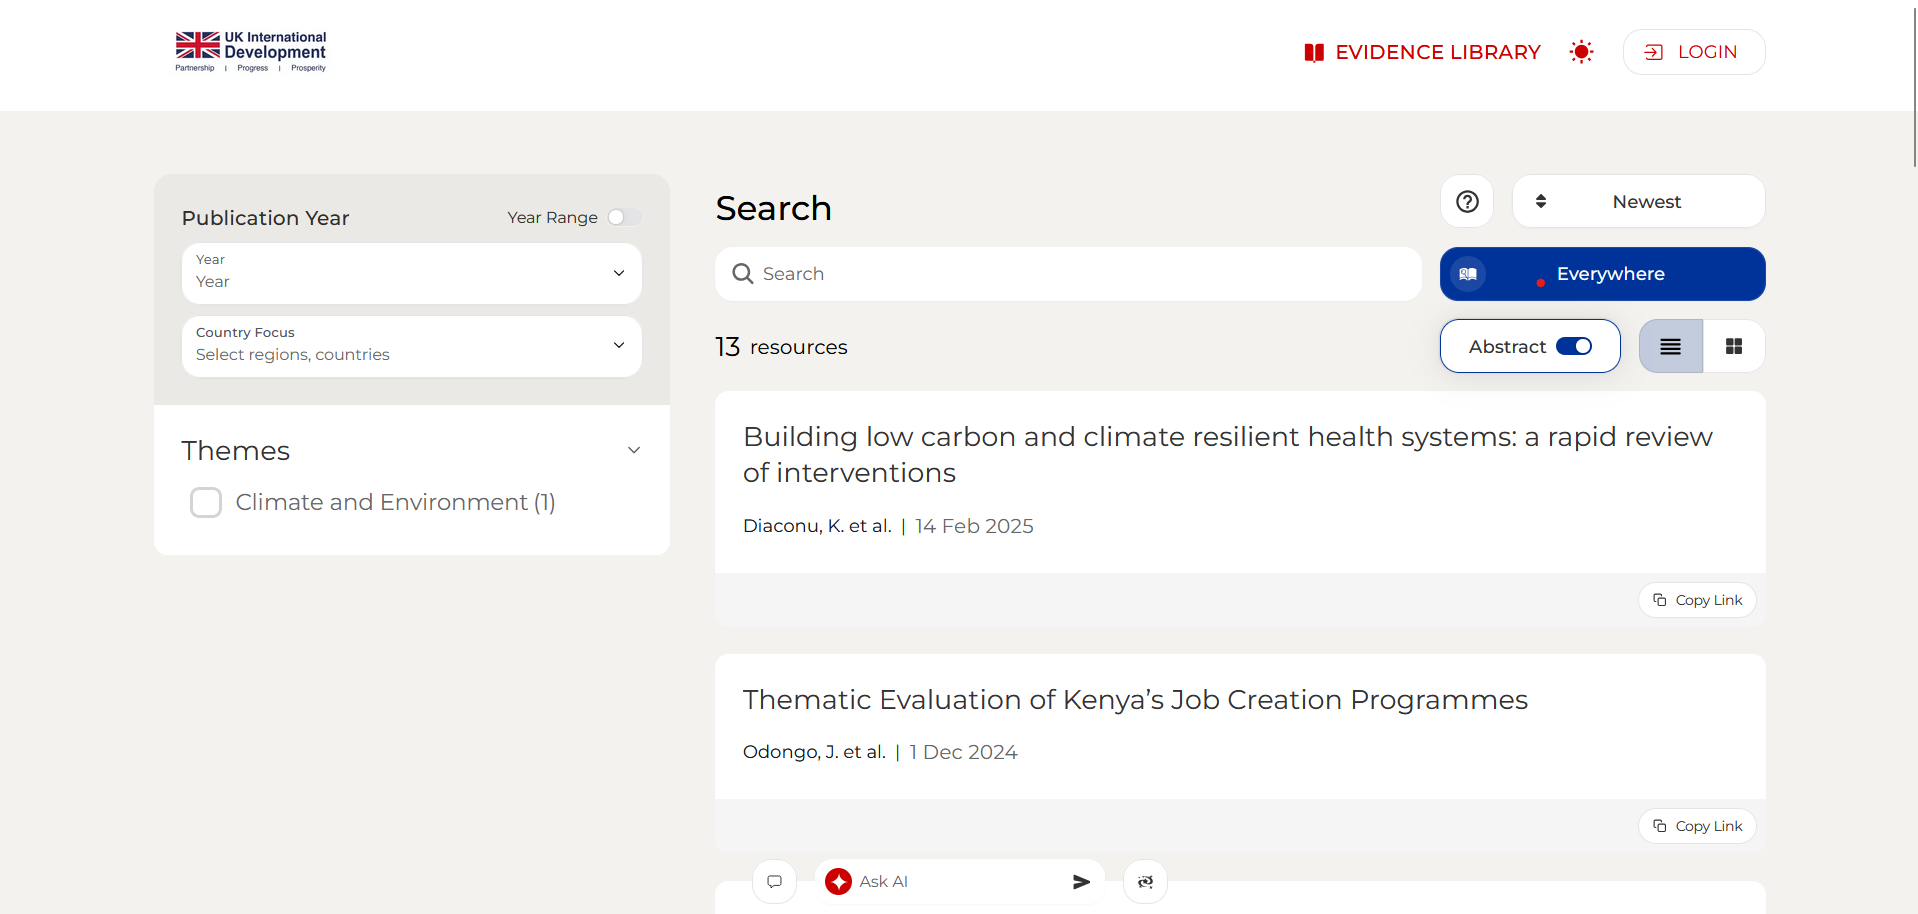 UK International
Development
Partnership | Progress | Prosperity
EVIDENCE LIBRARY
LOGIN
Publication Year
Year Range
Year
Year
Country Focus
Select regions, countries
Themes
Climate and Environment (1)
Search
Newest
Search
Everywhere
13 resources
Abstract
Building low carbon and climate resilient health systems: a rapid review
of interventions
Diaconu, K. et al. | 14 Feb 2025
Copy Link
Thematic Evaluation of Kenya’s Job Creation Programmes
Odongo, J. et al. | 1 Dec 2024
Copy Link
Ask AI